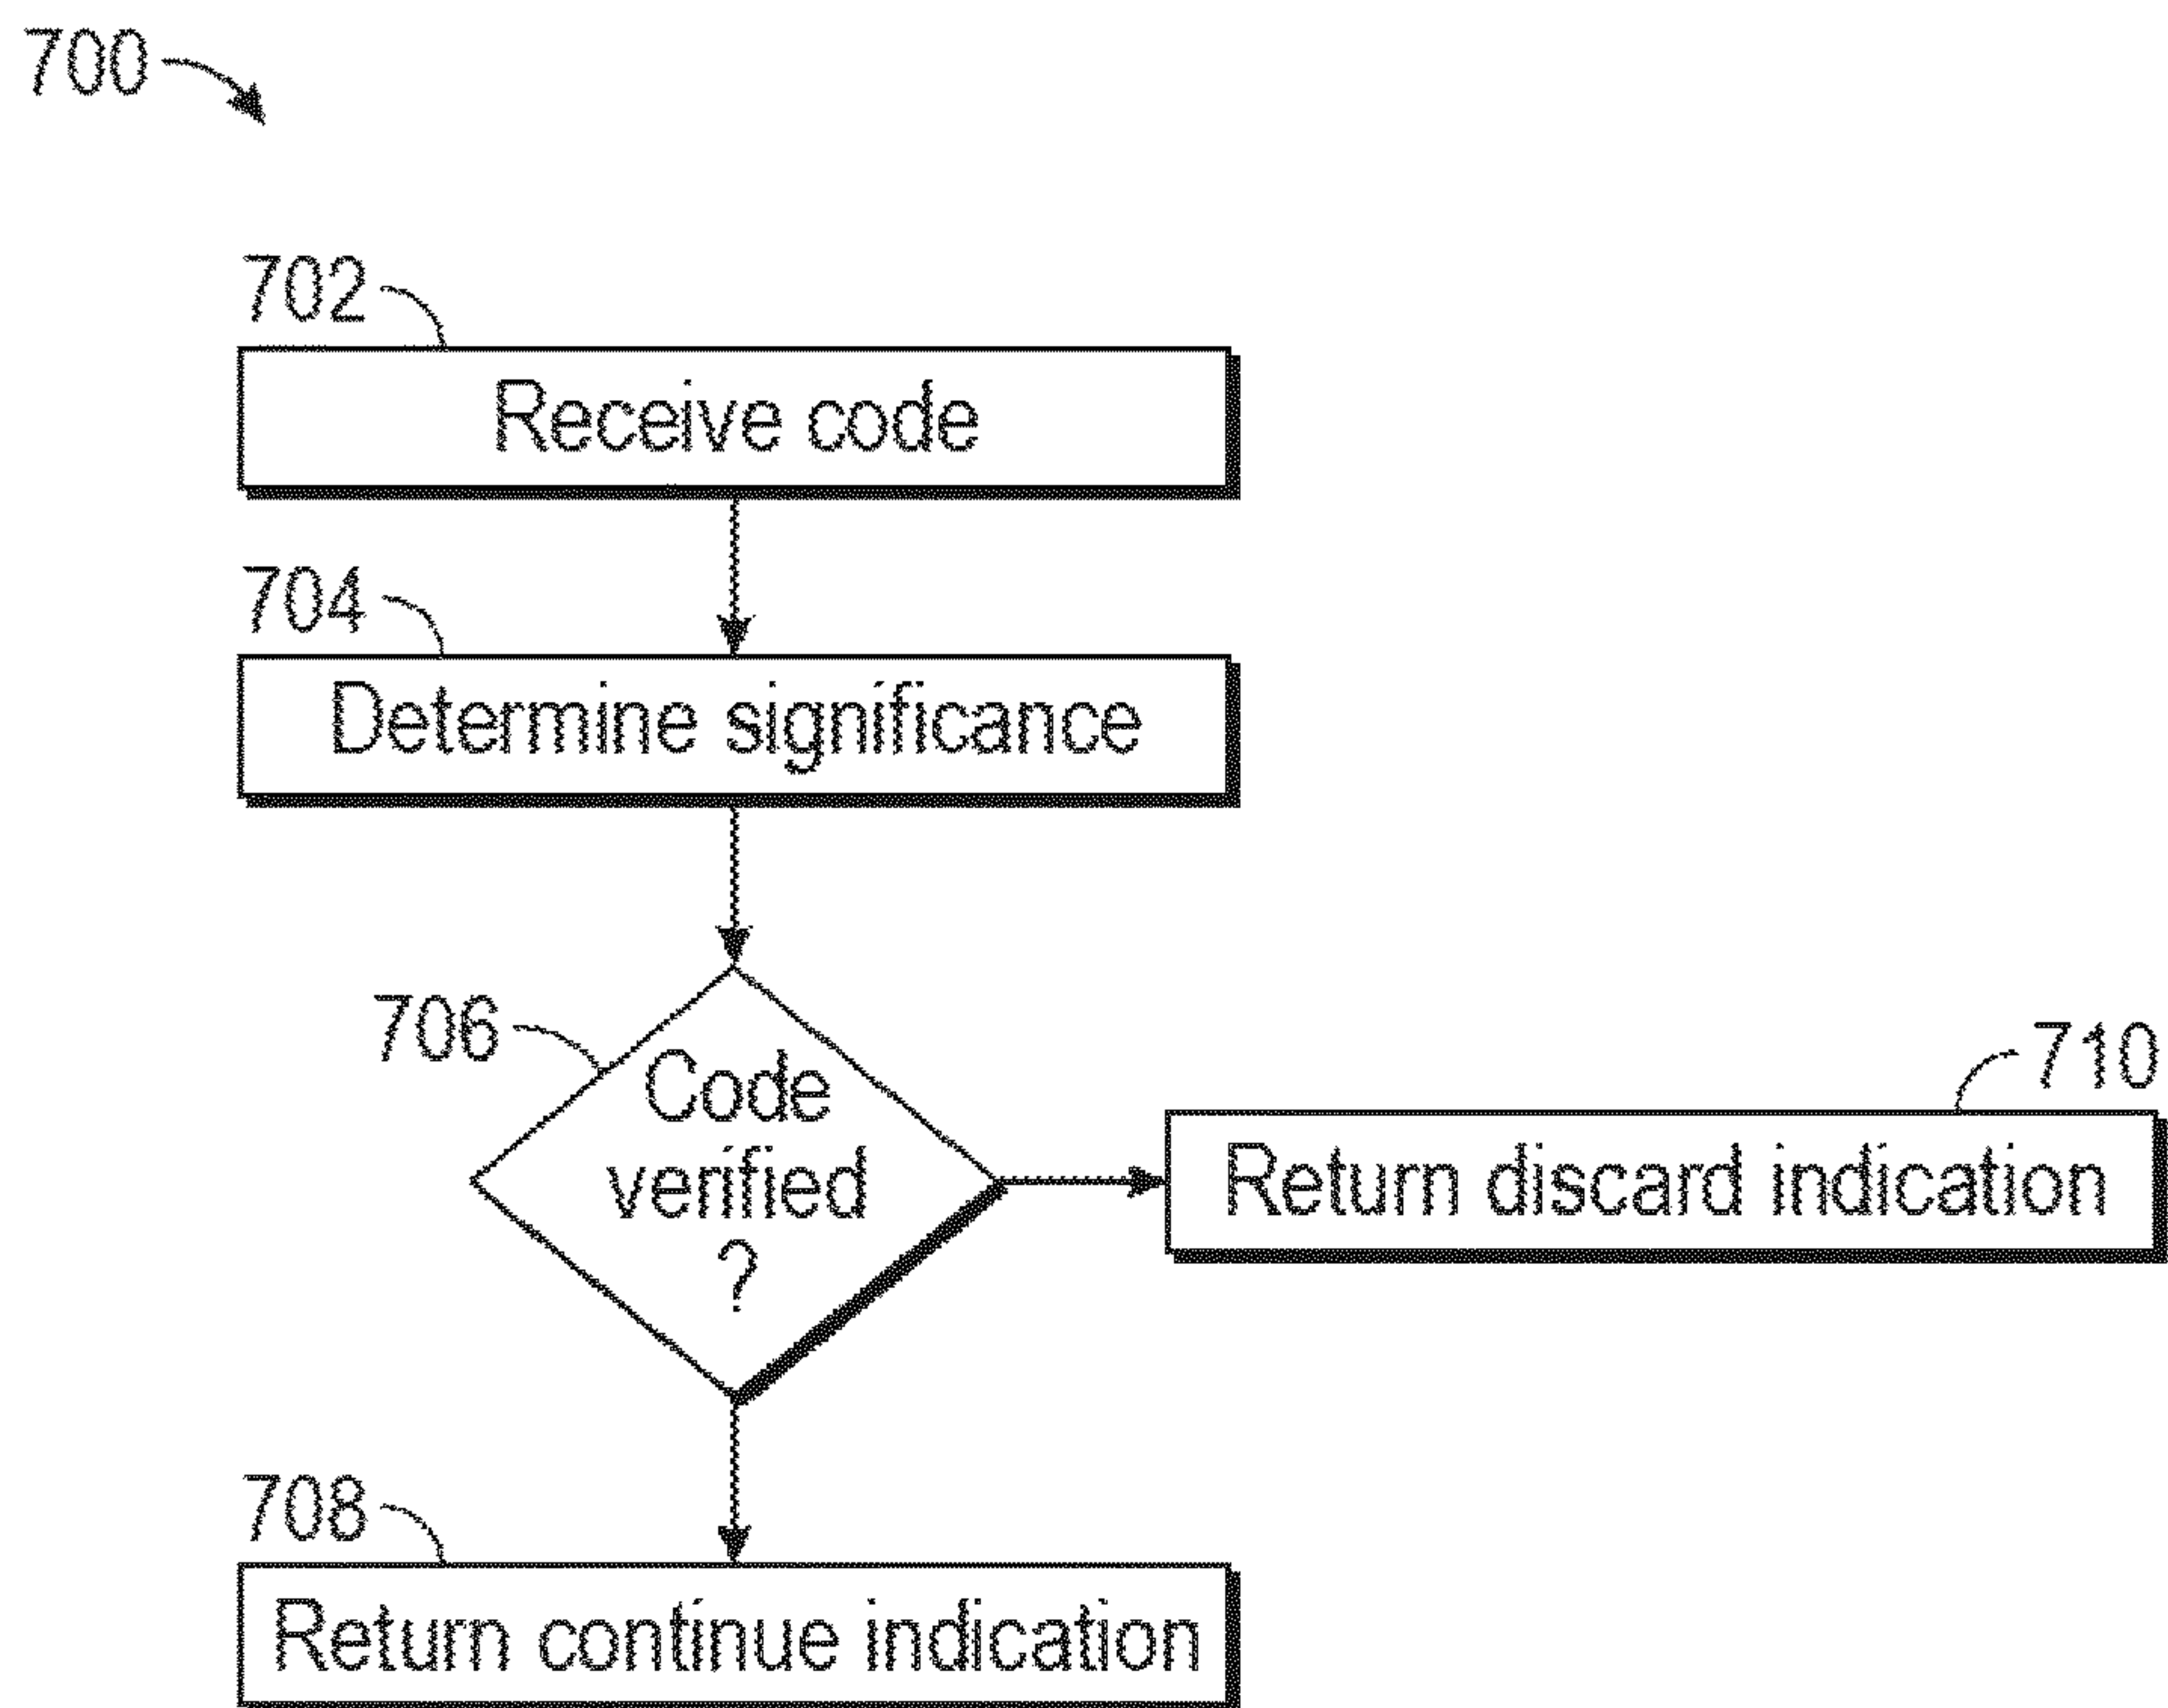 700
702
Receive code
704
Determine significance
706
Code
verified
?
710
Return discard indication
708
Return continue indication